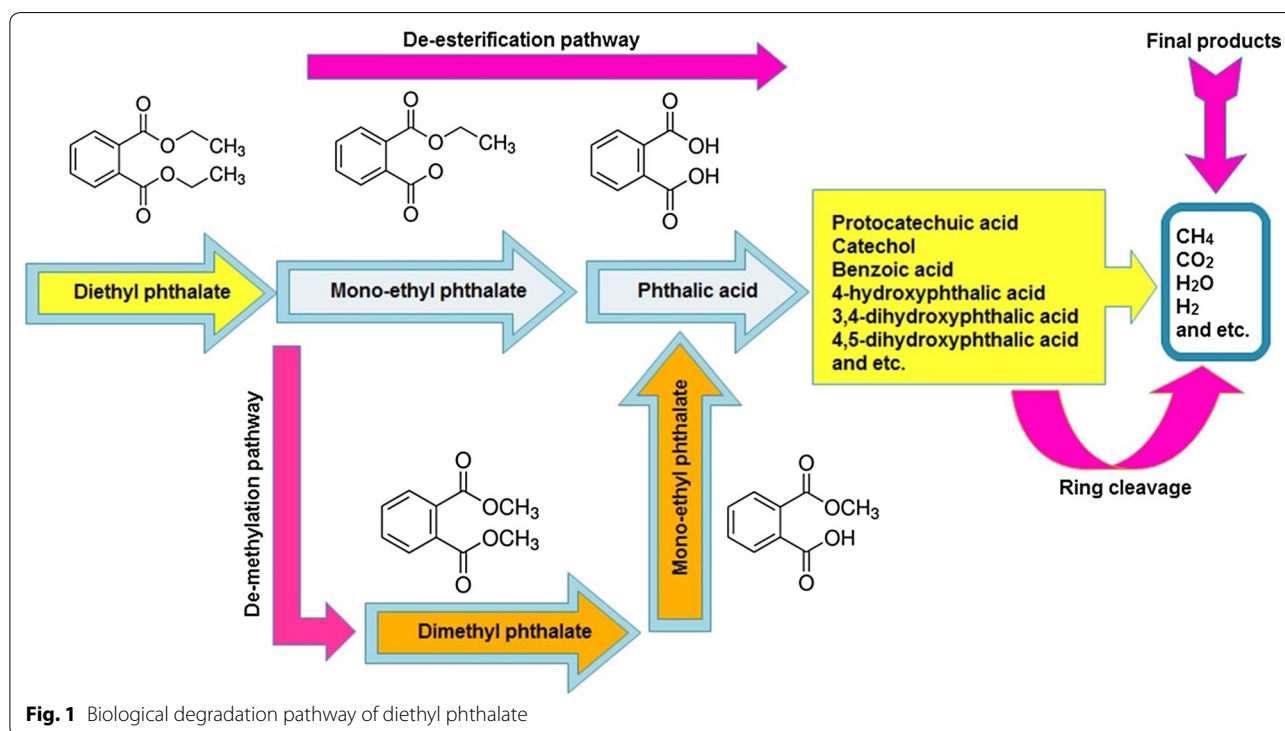 De-esterification pathway
Final products
O
O
CH₃
O
CH₃
O
O
O
CH₃
O
O
O
OH
OH
O
Diethyl phthalate
Mono-ethyl phthalate
Phthalic acid
Protocatechuic acid
Catechol
Benzoic acid
4-hydroxyphthalic acid
3,4-dihydroxyphthalic acid
4,5-dihydroxyphthalic acid
and etc.
CH₄
CO₂
H₂O
H₂
and etc.
De-methylation pathway
O
OCH₃
OCH₃
O
Dimethyl phthalate
Mono-ethyl phthalate
O
OCH₃
OH
O
Ring cleavage
Fig. 1 Biological degradation pathway of diethyl phthalate